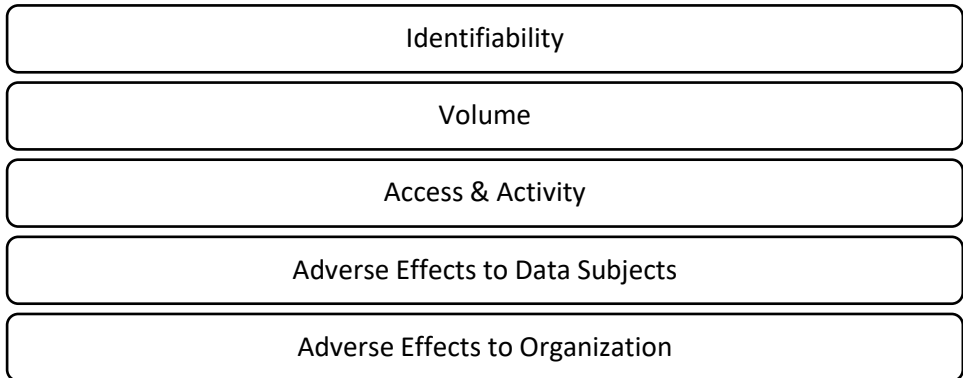 Identifiability
Volume
Access & Activity
Adverse Effects to Data Subjects
Adverse Effects to Organization